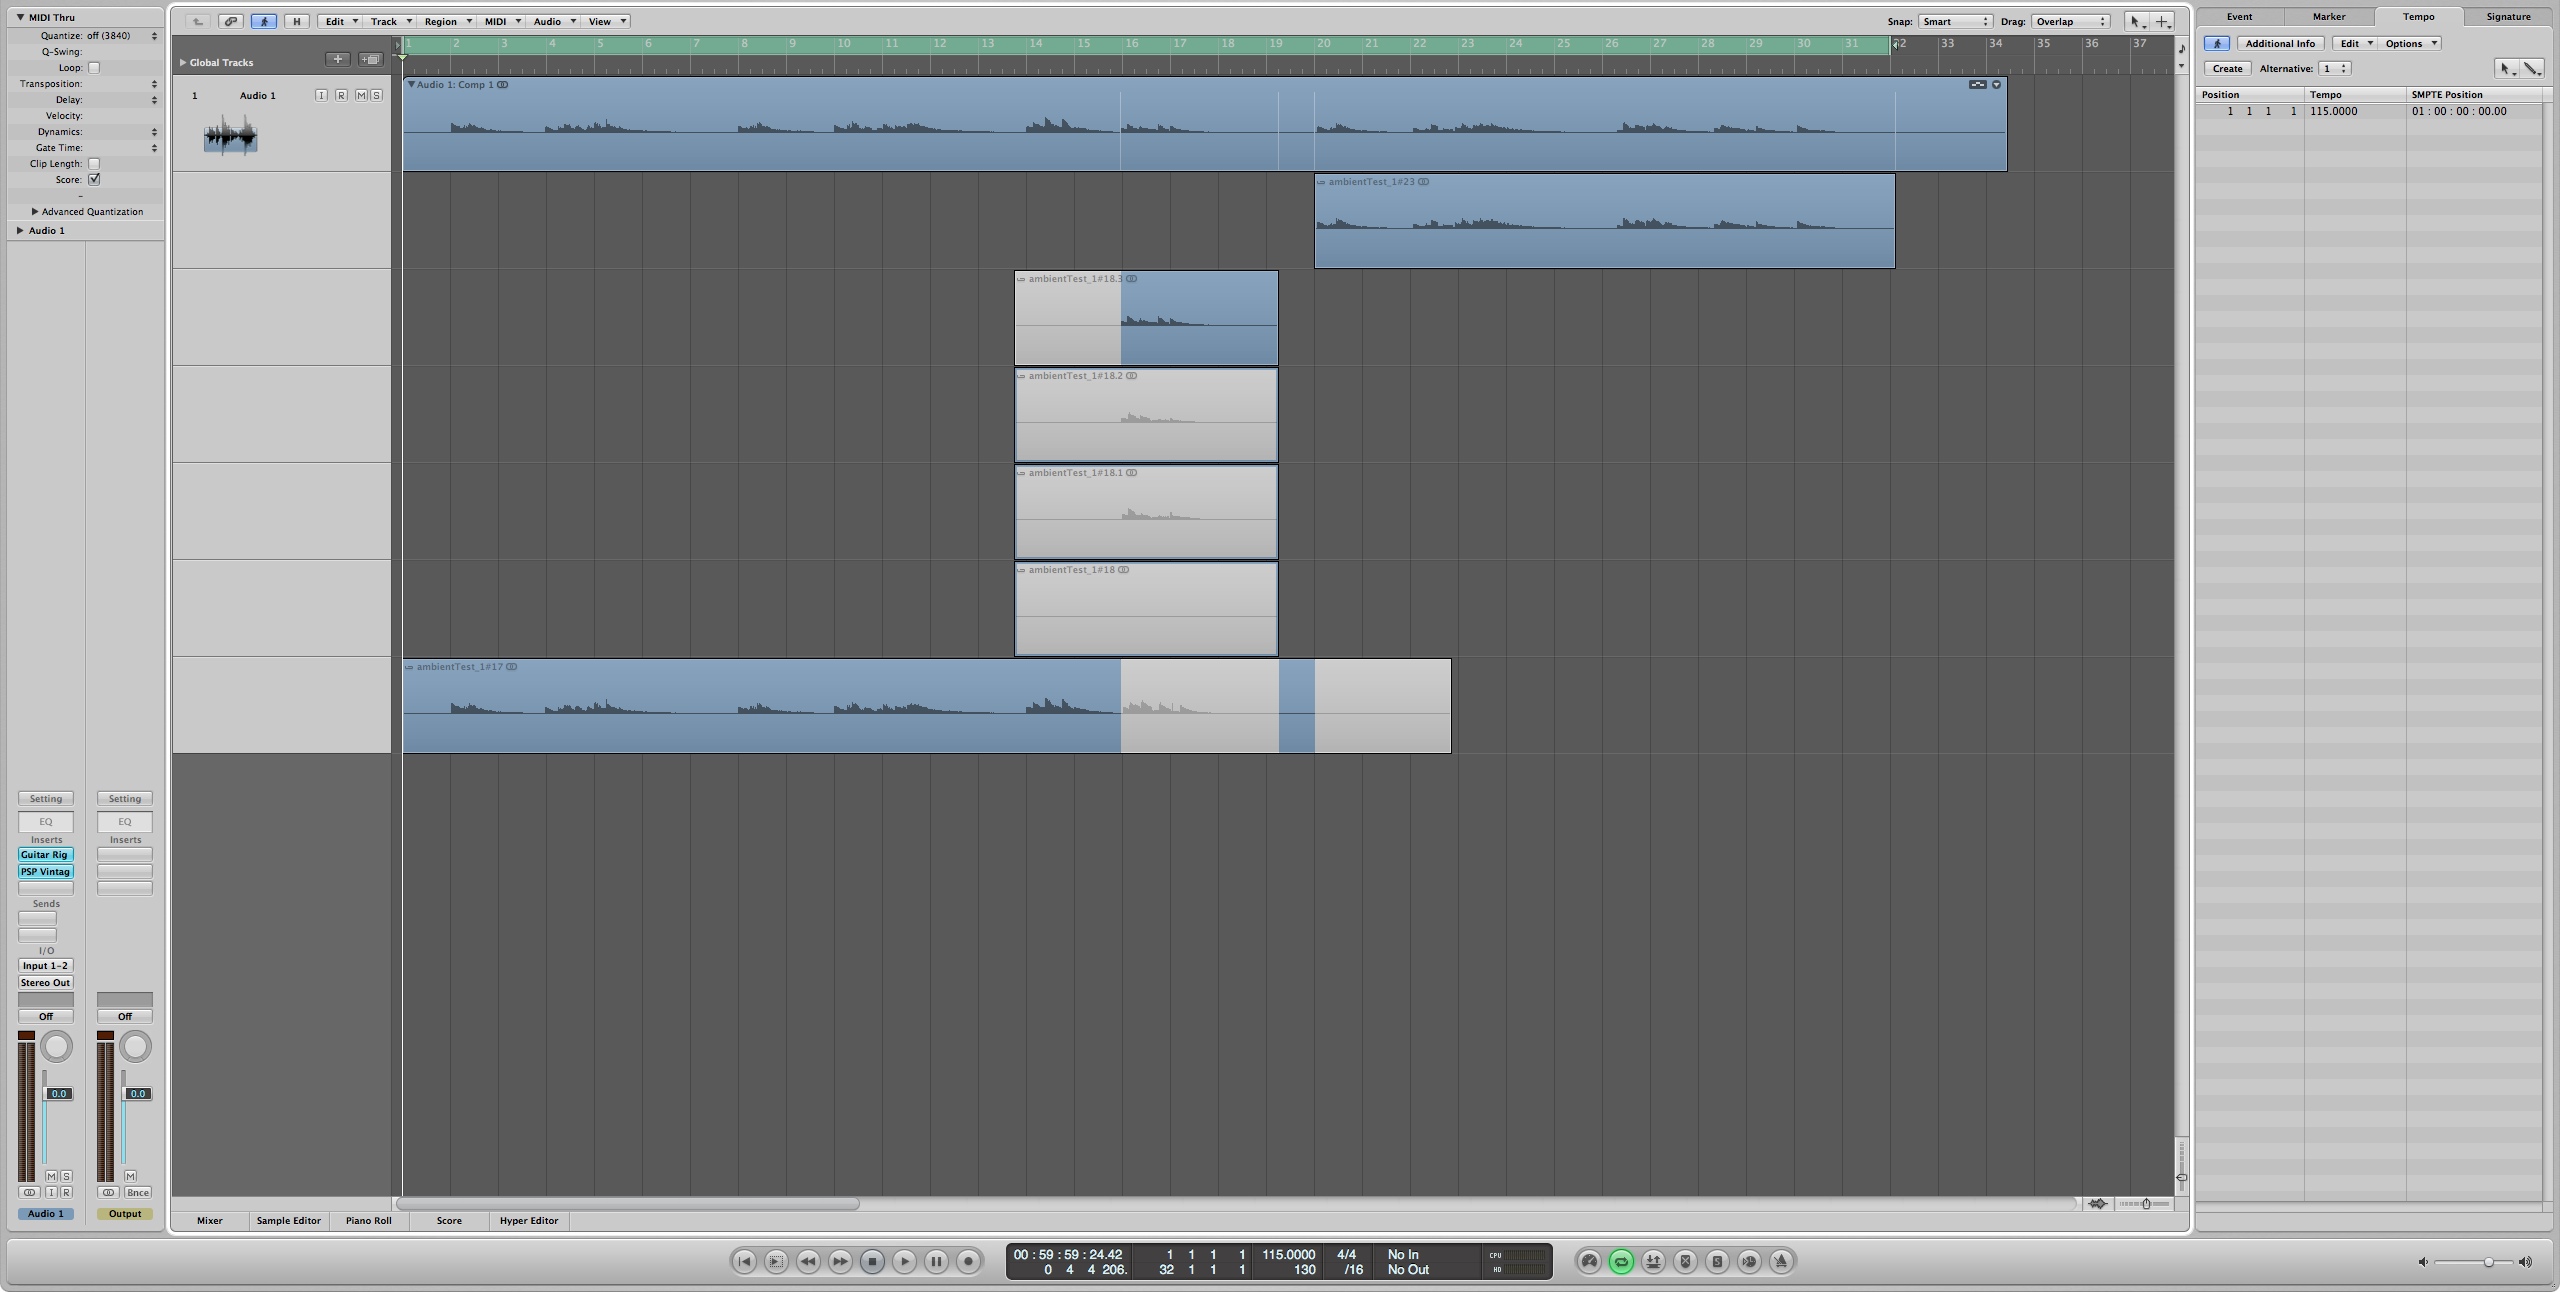 MIDI Thru
Quantize: off (3840)
Q-Swing:
Loop:
Transposition:
Delay:
Velocity:
Dynamics:
Gate Time:
Clip Length:
Score:
-
Advanced Quantization
Audio 1
Setting
EQ
Inserts
Guitar Rig
PSP Vintag
Sends
I/O
Input 1-2
Stereo Out
Off
0.0
M S
I R
Audio 1
Setting
EQ
Inserts
Off
0.0
M
Bnce
Output
H Edit Track Region MIDI Audio View Snap: Smart Drag: Overlap
1 2 3 4 5 6 7 8 9 10 11 12 13 14 15 16 17 18 19 20 21 22 23 24 25 26 27 28 29 30 31 32 33 34 35 36 37
Global Tracks
1 Audio 1 I R M S
Audio 1: Comp 1
ambientTest_1#23
ambientTest_1#18.3
ambientTest_1#18.2
ambientTest_1#18.1
ambientTest_1#18
ambientTest_1#17
Mixer Sample Editor Piano Roll Score Hyper Editor
Event Marker Tempo Signature
Additional Info Edit Options
Create Alternative: 1
Position Tempo SMPTE Position
1 1 1 1 115.0000 01 : 00 : 00 : 00.00
00 : 59 : 59 : 24.42 1 1 1 1 115.0000 4/4 No In CPU
0 4 4 206. 32 1 1 1 130 /16 No Out HD
S